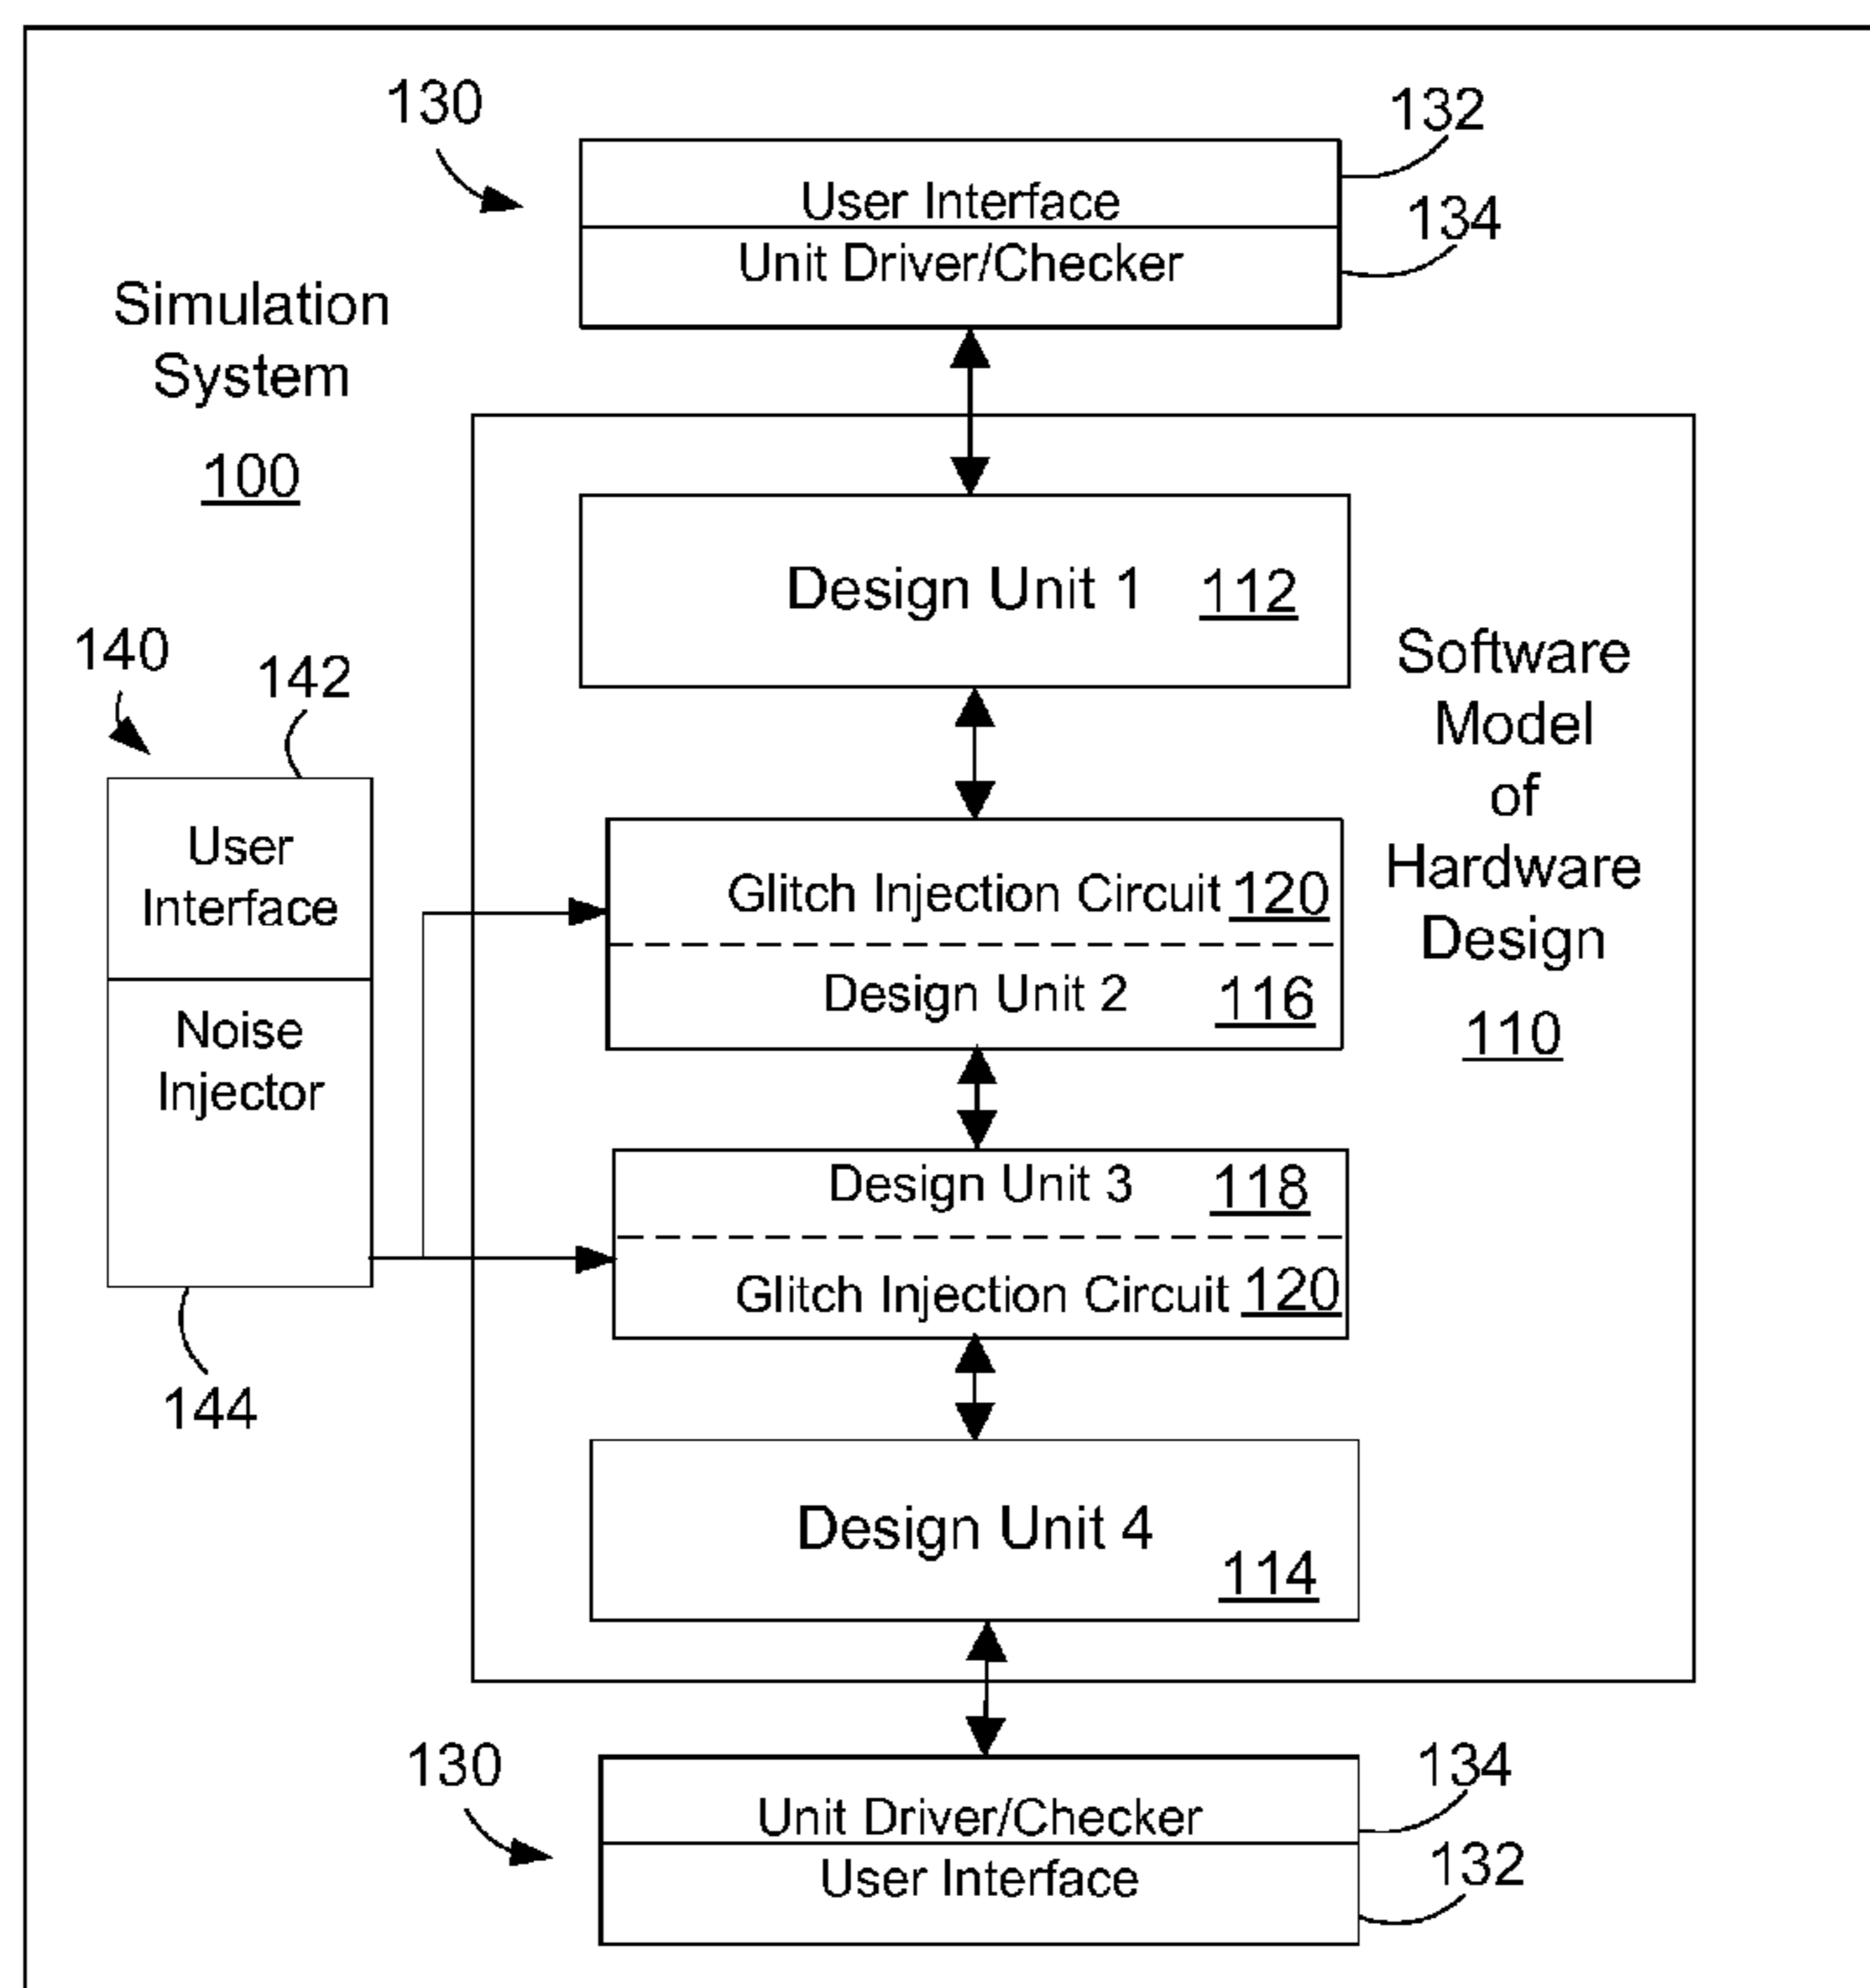 130
132
User Interface
134
Unit Driver/Checker
Simulation
System
100
Design Unit 1 112
Software
Model
of
Hardware
Design
110
140
142
User
Interface
Noise
Injector
144
Glitch Injection Circuit 120
Design Unit 2 116
Design Unit 3 118
Glitch Injection Circuit 120
Design Unit 4
114
130
134
Unit Driver/Checker
132
User Interface